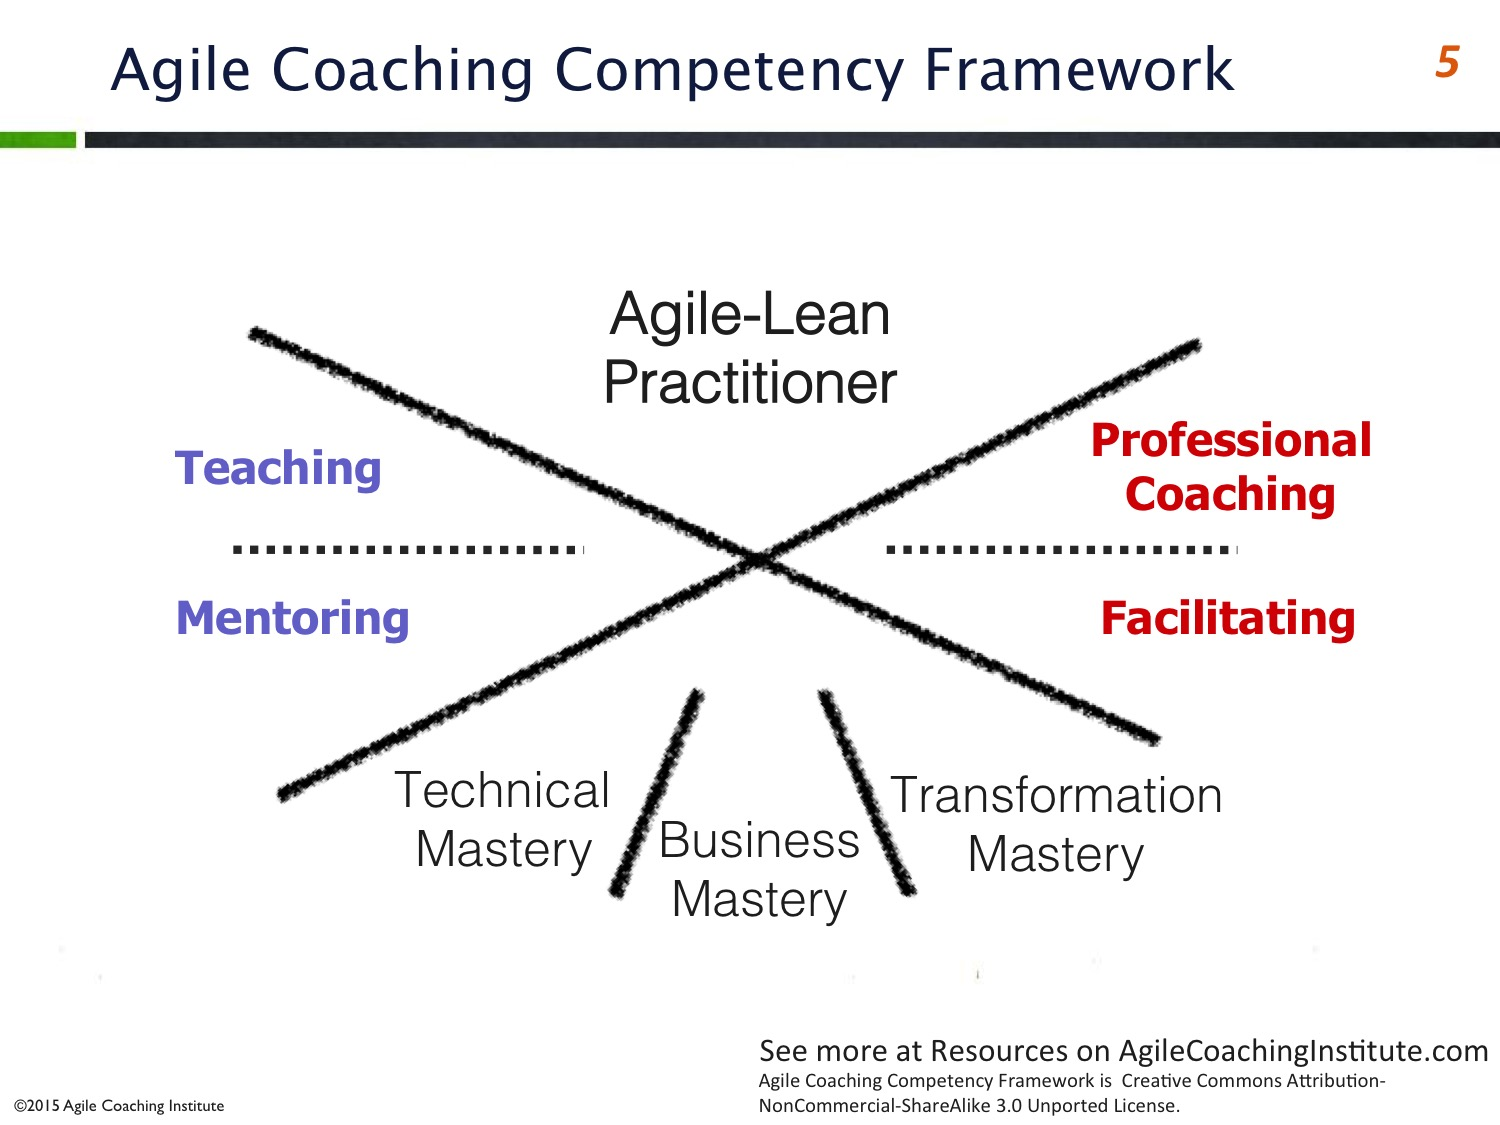 Agile Coaching Competency Framework
5
Agile-Lean
Practitioner
Teaching
Professional
Coaching
Mentoring
Facilitating
Technical
Mastery
Business
Mastery
Transformation
Mastery
See more at Resources on AgileCoachingInstitute.com
Agile Coaching Competency Framework is  Creative Commons Attribution-
NonCommercial-ShareAlike 3.0 Unported License.
©2015 Agile Coaching Institute